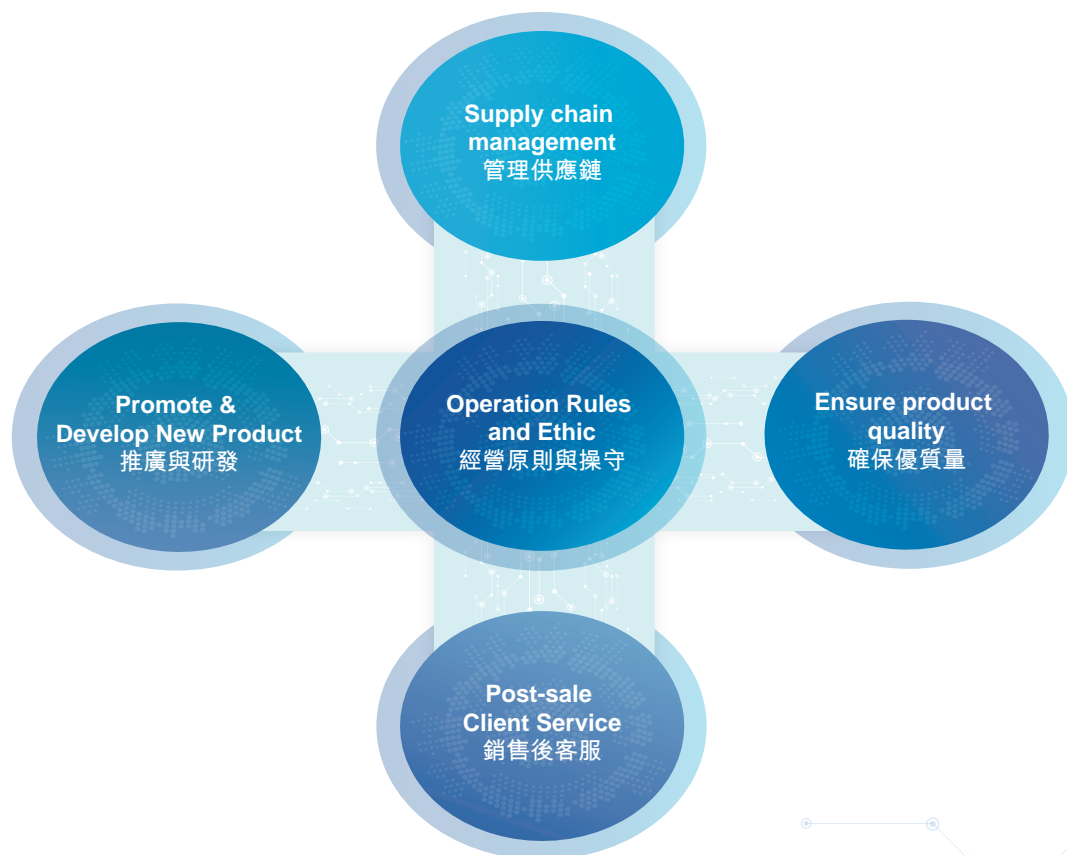 Supply chain
management
管理供應鏈
Promote &
Develop New Product
推廣與研發
Operation Rules
and Ethic
經營原則與操守
Ensure product
quality
確保優質量
Post-sale
Client Service
銷售後客服